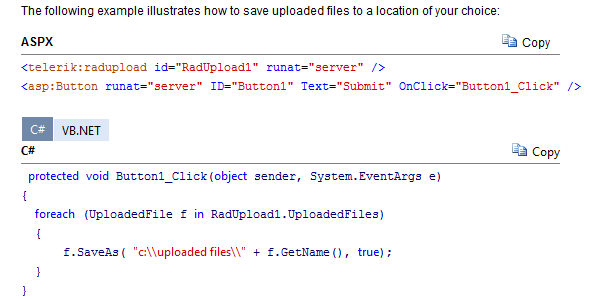 The following example illustrates how to save uploaded files to a location of your choice:
ASPX Copy
<telerik:radupload id="RadUpload1" runat="server" />
<asp:Button runat="server" ID="Button1" Text="Submit" OnClick="Button1_Click" />
C# VB.NET
C# Copy
protected void Button1_Click(object sender, System.EventArgs e)
{
foreach (UploadedFile f in RadUpload1.UploadedFiles)
{
f.SaveAs( "c:\\uploaded files\\" + f.GetName(), true);
}
}